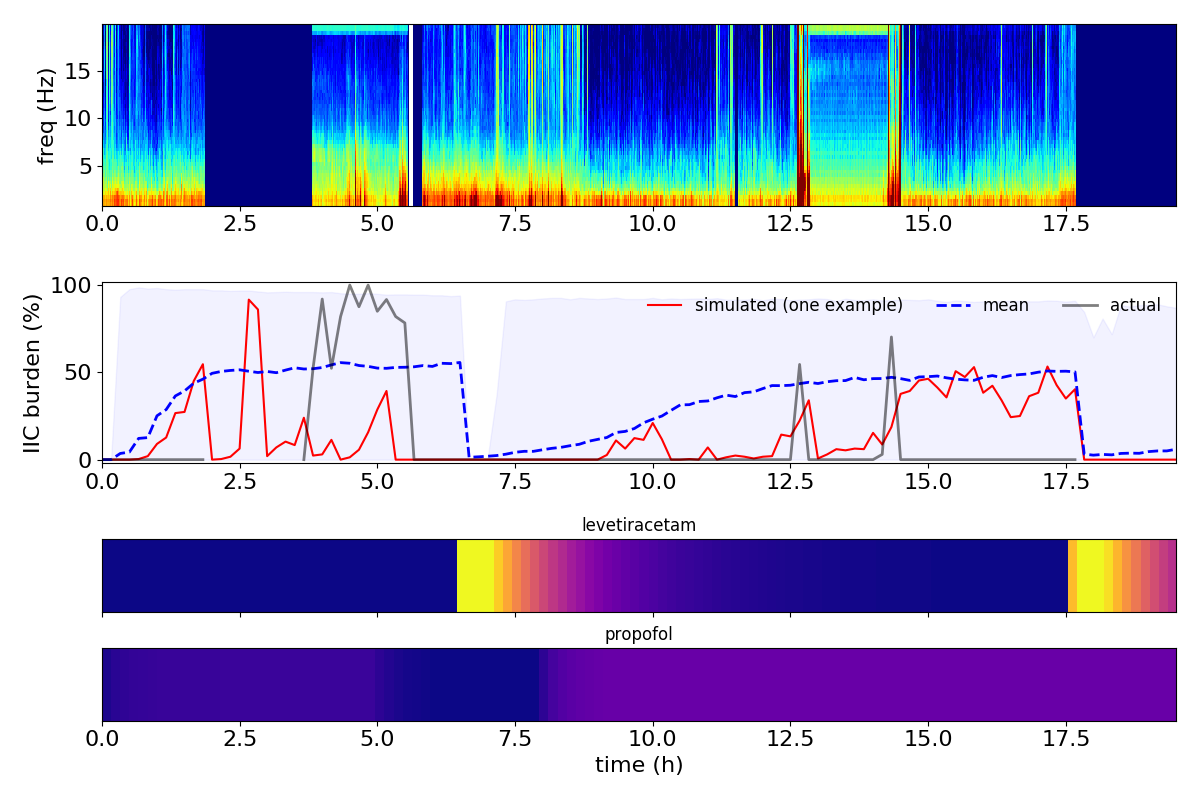 freq (Hz)
15
10
5
0.0 2.5 5.0 7.5 10.0 12.5 15.0 17.5
IIC burden (%)
100
50
0
simulated (one example) mean actual
0.0 2.5 5.0 7.5 10.0 12.5 15.0 17.5
levetiracetam
propofol
0.0 2.5 5.0 7.5 10.0 12.5 15.0 17.5
time (h)